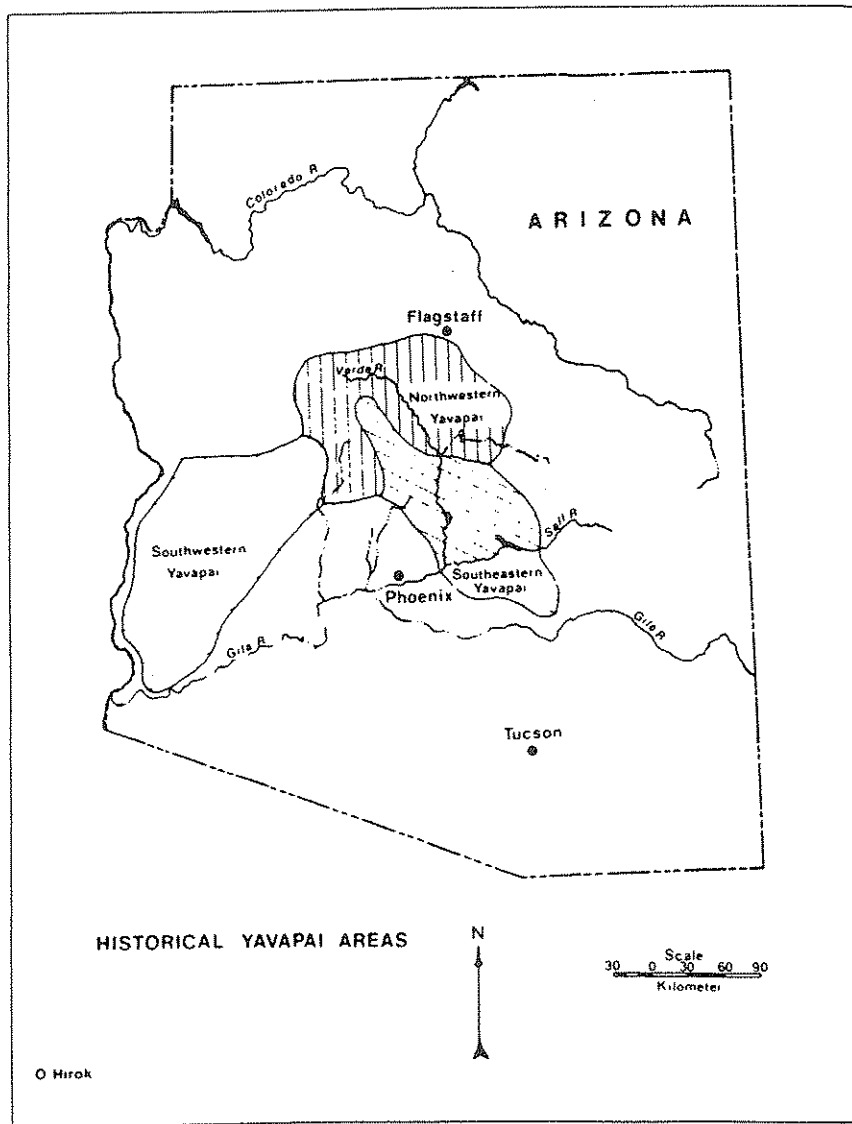 Colorado R
ARIZONA
Flagstaff
Verde R
Northwestern
Yavapai
Salt R
Southwestern
Yavapai
Southeastern
Yavapai
Phoenix
Gila R
Gila R
Tucson
HISTORICAL YAVAPAI AREAS
N
Scale
30 0 30 60 90
Kilometer
O Hirok